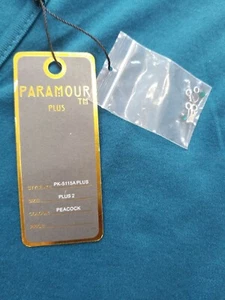 PARAMOUR
TM
PLUS
PK-5115A PLUS
PLUS 2
PEACOCK